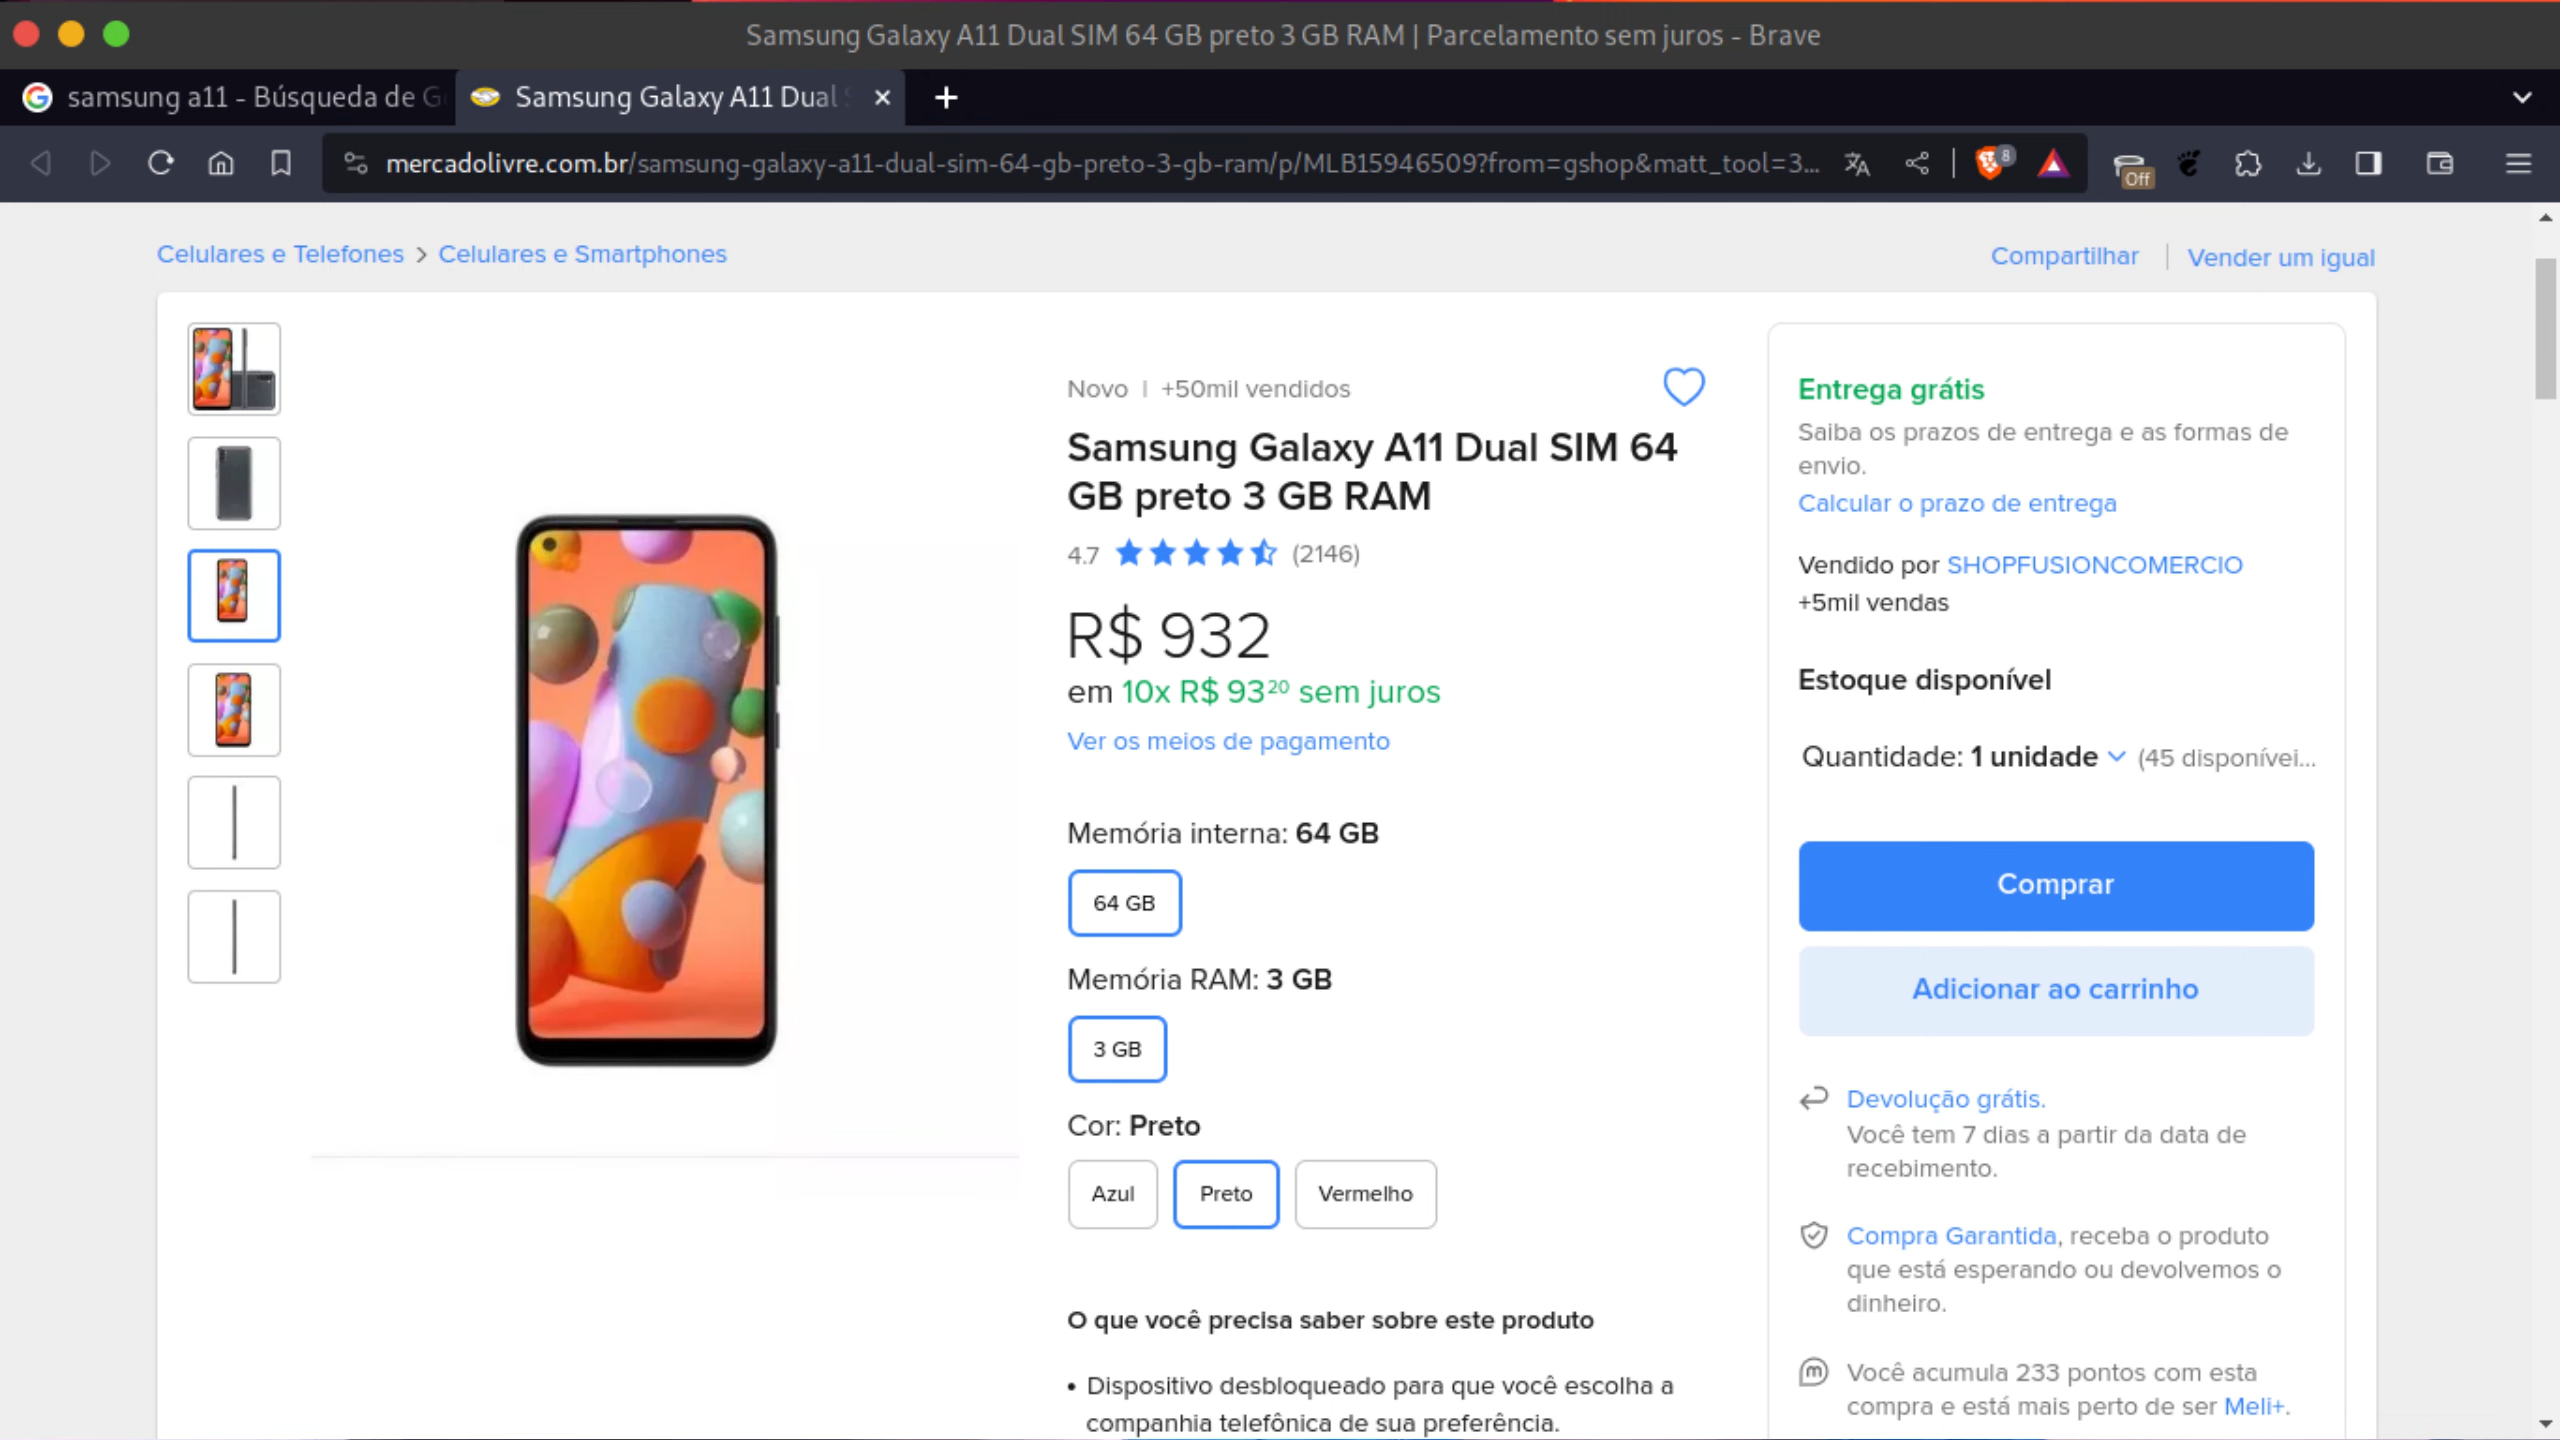 Samsung Galaxy A11 Dual SIM 64 GB preto 3 GB RAM | Parcelamento sem juros - Brave
samsung a11 - Búsqueda de G
Samsung Galaxy A11 Dual
mercadolivre.com.br/samsung-galaxy-a11-dual-sim-64-gb-preto-3-gb-ram/p/MLB15946509?from=gshop&matt_tool=3...
8
Off
Celulares e Telefones > Celulares e Smartphones
Compartilhar | Vender um igual
Novo | +50mil vendidos
Samsung Galaxy A11 Dual SIM 64
GB preto 3 GB RAM
4.7 (2146)
R$ 932
em 10x R$ 9320 sem juros
Ver os meios de pagamento
Memória interna: 64 GB
64 GB
Memória RAM: 3 GB
3 GB
Cor: Preto
Azul
Preto
Vermelho
O que você precisa saber sobre este produto
• Dispositivo desbloqueado para que você escolha a
companhia telefônica de sua preferência.
Entrega grátis
Saiba os prazos de entrega e as formas de
envio.
Calcular o prazo de entrega
Vendido por SHOPFUSIONCOMERCIO
+5mil vendas
Estoque disponível
Quantidade: 1 unidade (45 disponívei...
Comprar
Adicionar ao carrinho
Devolução grátis.
Você tem 7 dias a partir da data de
recebimento.
Compra Garantida, receba o produto
que está esperando ou devolvemos o
dinheiro.
Você acumula 233 pontos com esta
compra e está mais perto de ser Meli+.